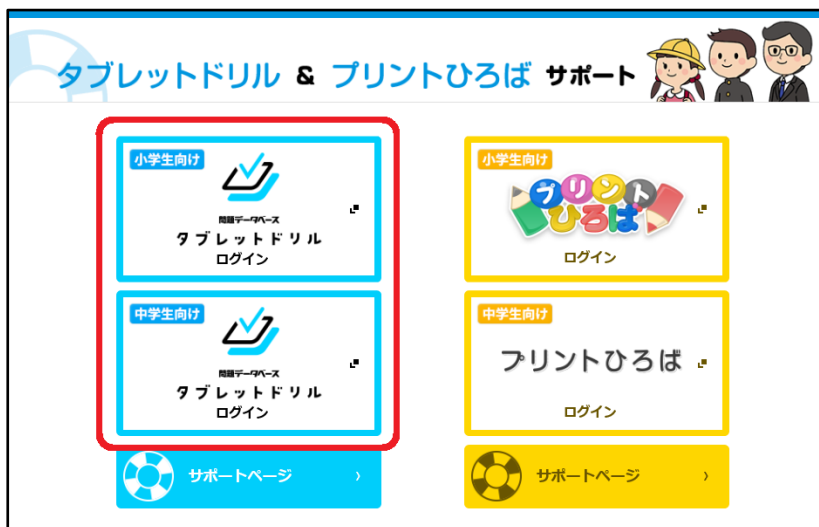 タブレットドリル & プリントひろば サポート
小学生向け
問題データベース
タブレットドリル
ログイン
中学生向け
問題データベース
タブレットドリル
ログイン
サポートページ
小学生向け
プリント
ひろば
ログイン
中学生向け
プリントひろば
ログイン
サポートページ